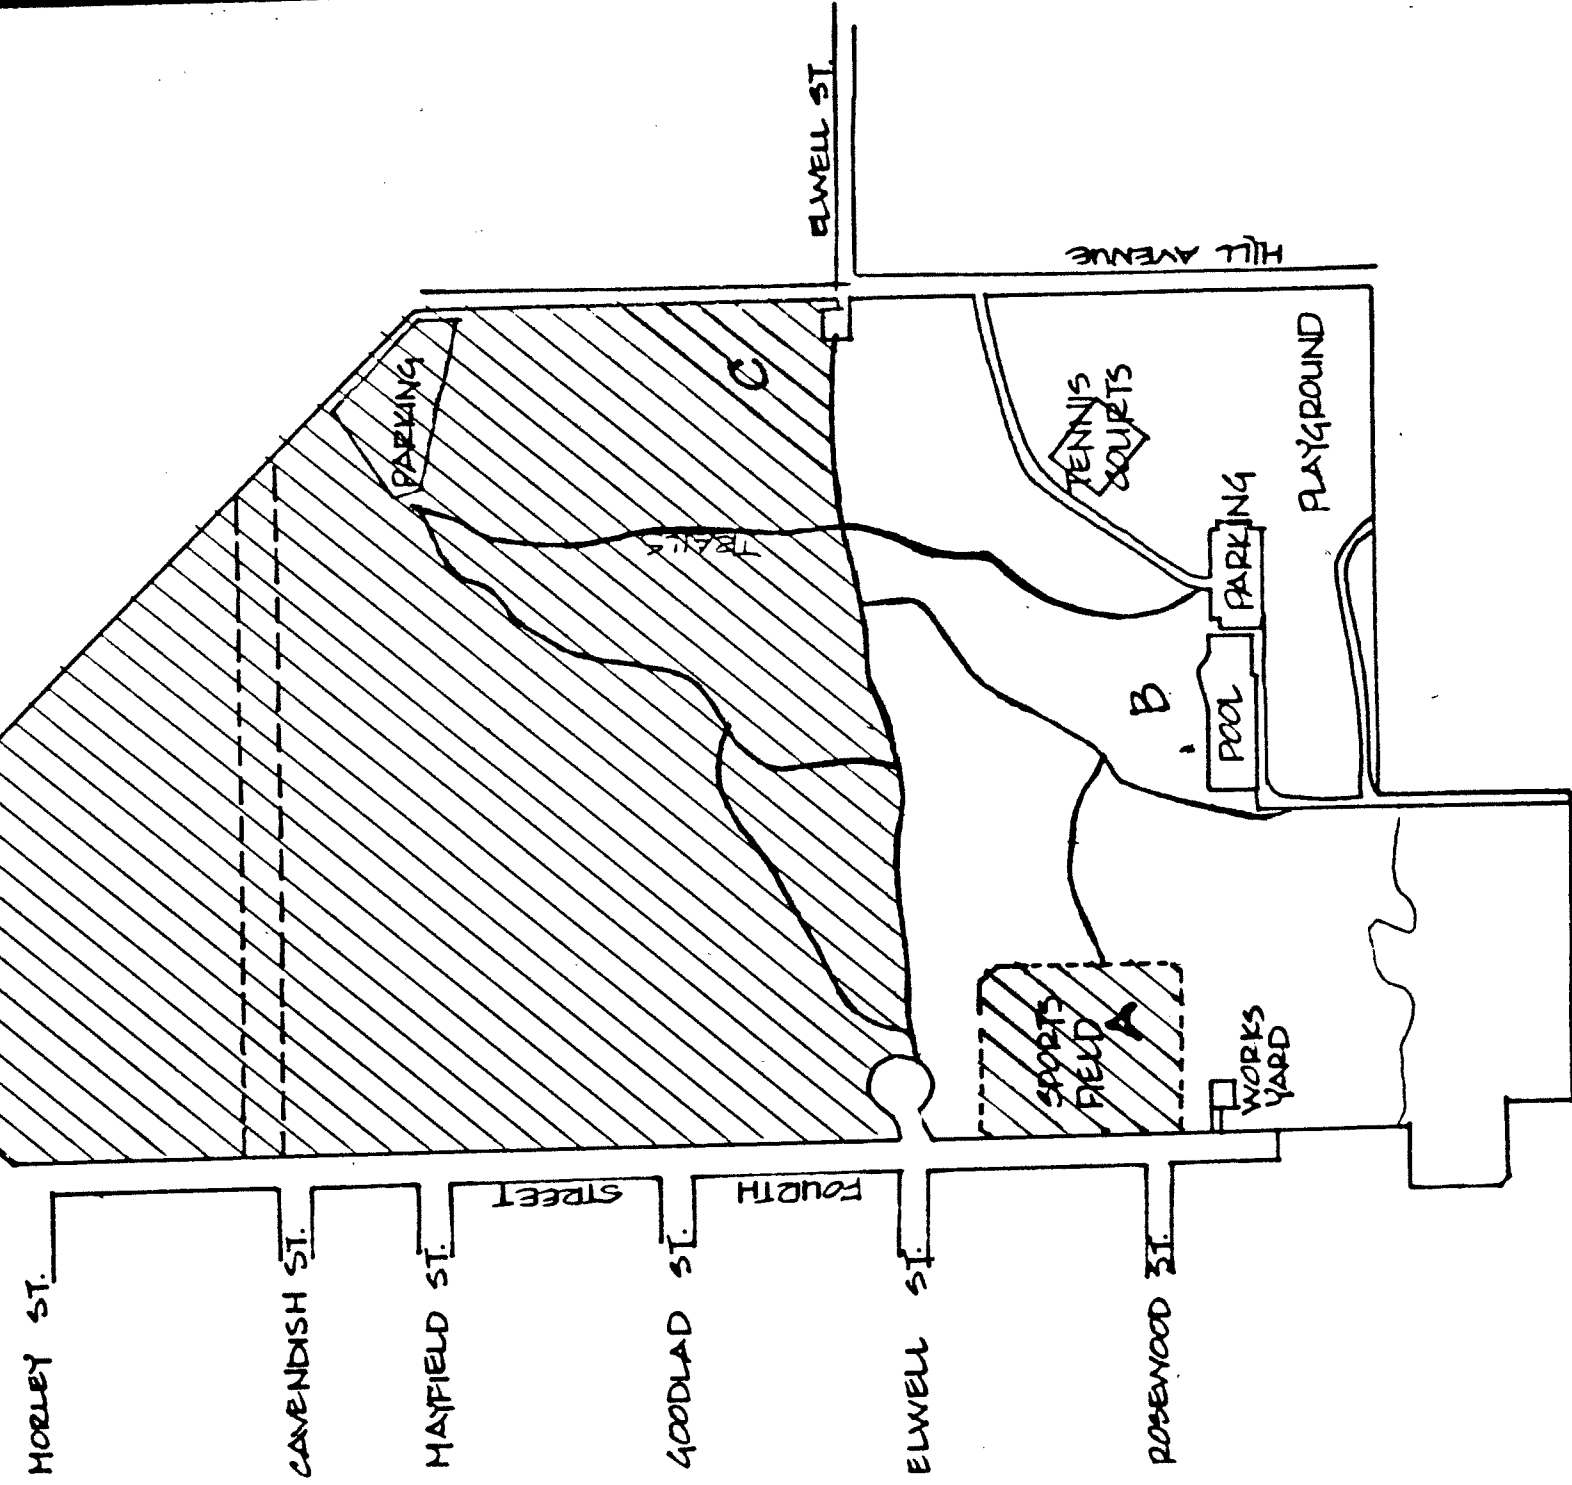 MORLEY ST.
CAVENDISH ST.
MAYFIELD ST.
GOODLAD ST.
ELWELL ST.
ROSEWOOD ST.
FOURTH
STREET
PARKING
C
TRAILS
ELWELL ST.
HILL AVENUE
TENNIS
COURTS
PARKING
PLAYGROUND
B
POOL
SPORTS
FIELD
A
WORKS
YARD